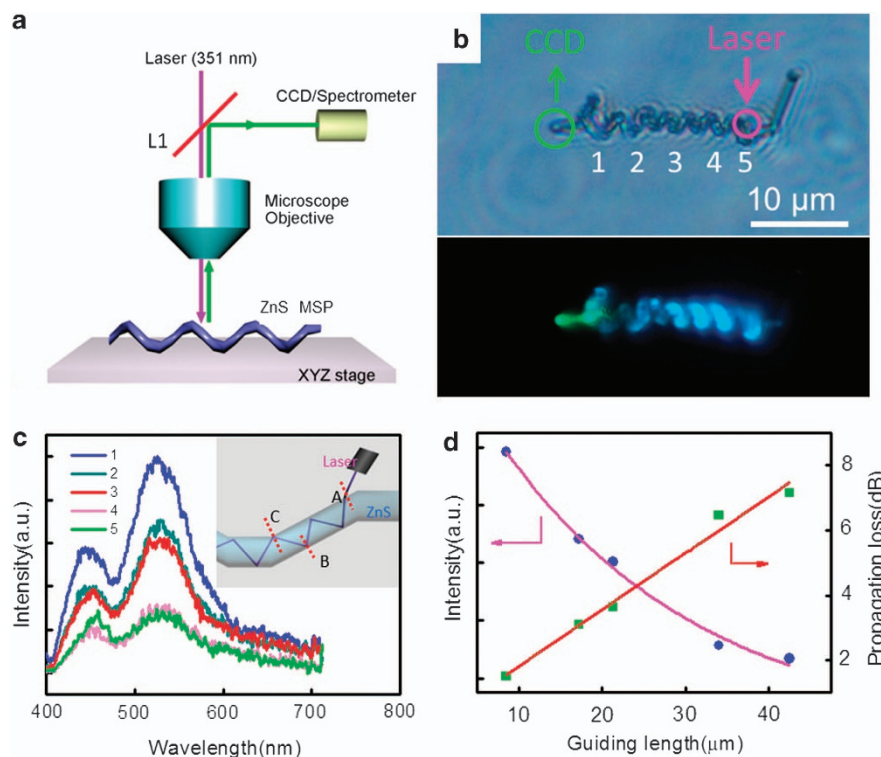 a
Laser (351 nm)
CCD/Spectrometer
L1
Microscope
Objective
ZnS MSP
XYZ stage
b
CCD
Laser
1 2 3 4 5
10 μm
c
1
2
3
4
5
Laser
A
ZnS
C
B
Intensity(a.u.)
400 500 600 700 800
Wavelength(nm)
d
Intensity(a.u.)
8
6
4
2
Propagation loss(dB)
10 20 30 40
Guiding length(μm)